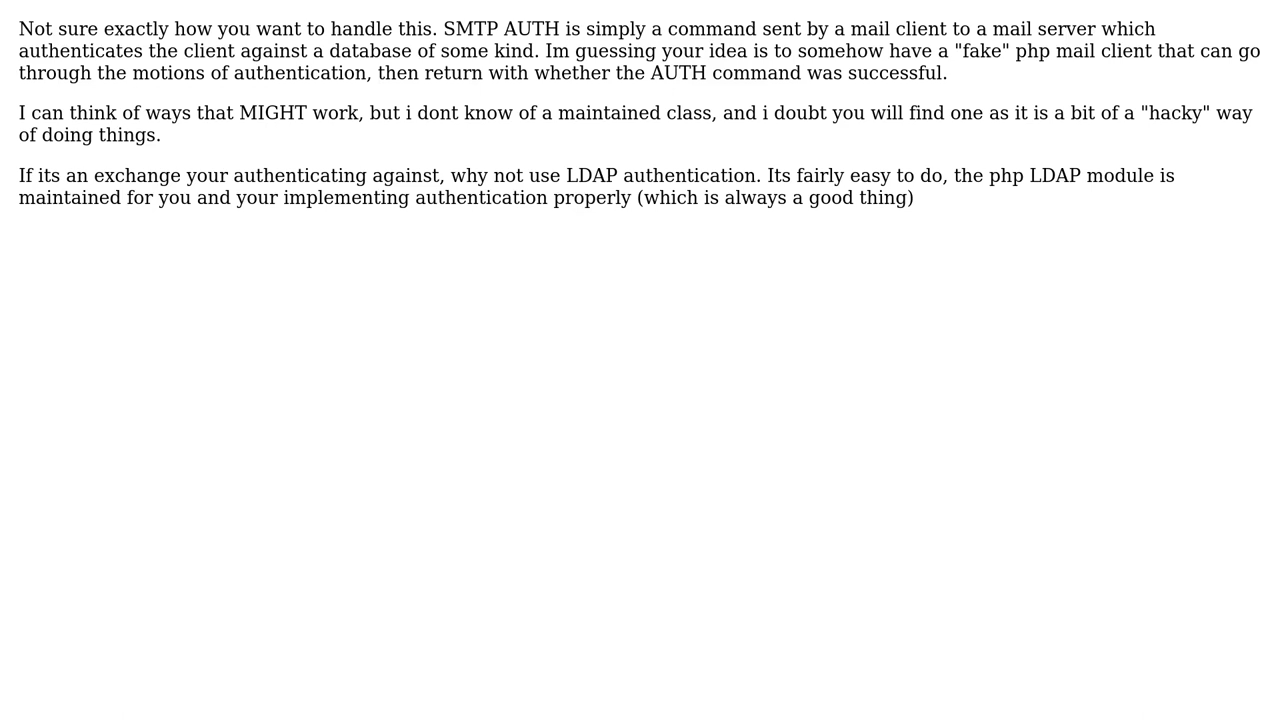 Not sure exactly how you want to handle this. SMTP AUTH is simply a command sent by a mail client to a mail server which
authenticates the client against a database of some kind. Im guessing your idea is to somehow have a "fake" php mail client that can go
through the motions of authentication, then return with whether the AUTH command was successful.
I can think of ways that MIGHT work, but i dont know of a maintained class, and i doubt you will find one as it is a bit of a "hacky" way
of doing things.
If its an exchange your authenticating against, why not use LDAP authentication. Its fairly easy to do, the php LDAP module is
maintained for you and your implementing authentication properly (which is always a good thing)